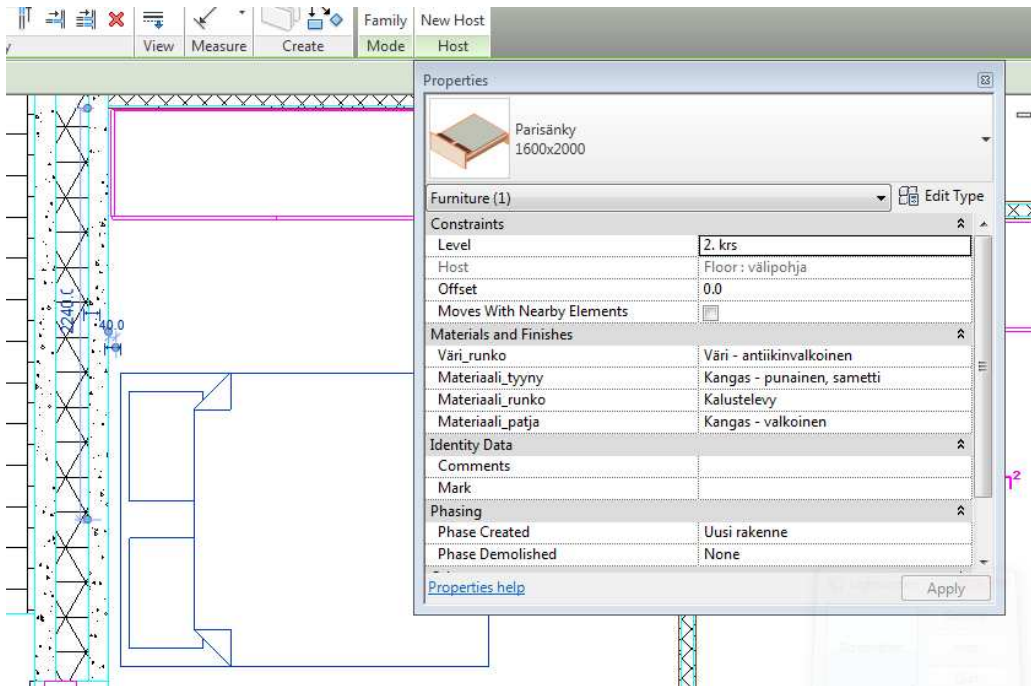 Family New Host
View Measure Create Mode Host
Properties
Parisänky
1600x2000
Furniture (1) Edit Type
Constraints
Level 2. krs
Host Floor : välipohja
Offset 0.0
Moves With Nearby Elements
Materials and Finishes
Väri_runko Väri - antiikinvalkoinen
Materiaali_tyyny Kangas - punainen, sametti
Materiaali_runko Kalustelevy
Materiaali_patja Kangas - valkoinen
Identity Data
Comments
Mark
Phasing
Phase Created Uusi rakenne
Phase Demolished None
Properties help Apply
2240.0
40.0